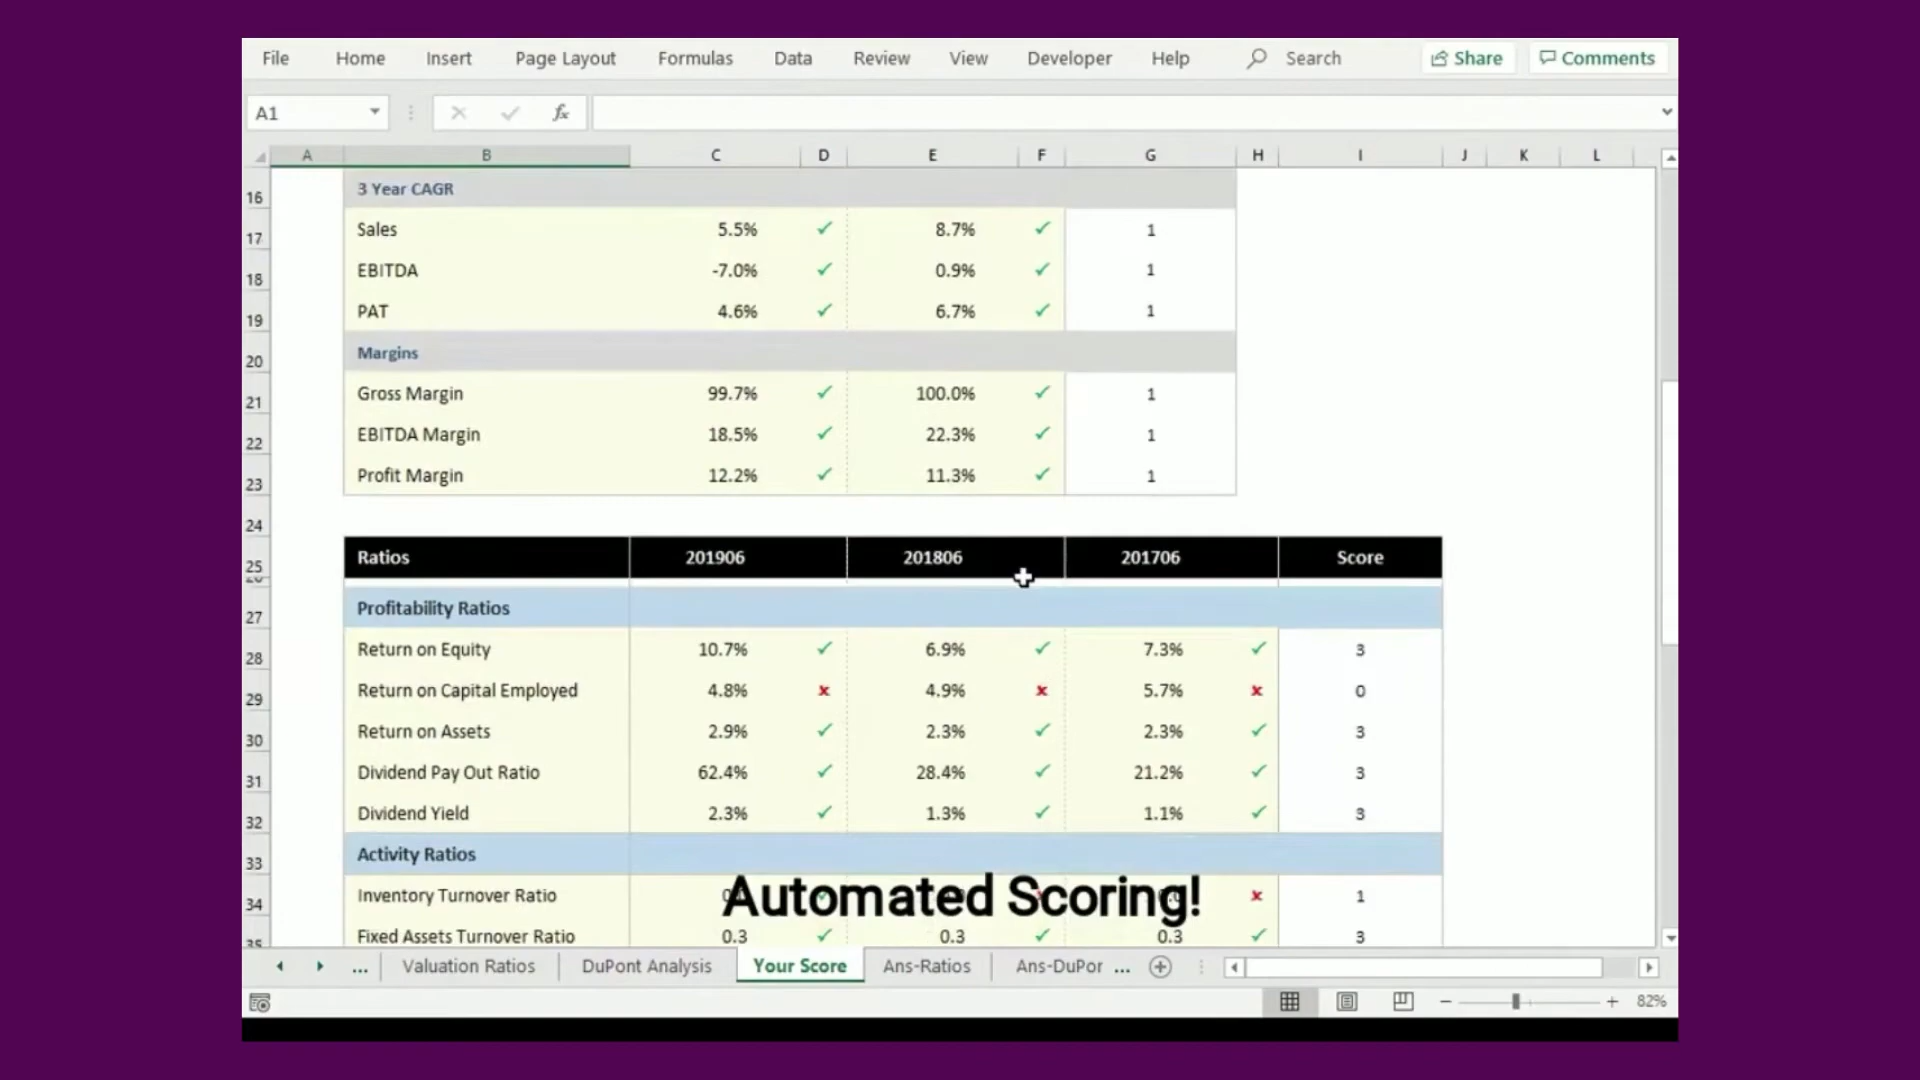 File Home Insert Page Layout Formulas Data Review View Developer Help Search Share Comments
A1 fx
A B C D E F G H I J K L
16 3 Year CAGR
17 Sales 5.5% ✓ 8.7% ✓ 1
18 EBITDA -7.0% ✓ 0.9% ✓ 1
19 PAT 4.6% ✓ 6.7% ✓ 1
20 Margins
21 Gross Margin 99.7% ✓ 100.0% ✓ 1
22 EBITDA Margin 18.5% ✓ 22.3% ✓ 1
23 Profit Margin 12.2% ✓ 11.3% ✓ 1
24
25 Ratios 201906 201806 201706 Score
27 Profitability Ratios
28 Return on Equity 10.7% ✓ 6.9% ✓ 7.3% ✓ 3
29 Return on Capital Employed 4.8% x 4.9% x 5.7% x 0
30 Return on Assets 2.9% ✓ 2.3% ✓ 2.3% ✓ 3
31 Dividend Pay Out Ratio 62.4% ✓ 28.4% ✓ 21.2% ✓ 3
32 Dividend Yield 2.3% ✓ 1.3% ✓ 1.1% ✓ 3
33 Activity Ratios
34 Inventory Turnover Ratio x 1
Automated Scoring!
35 Fixed Assets Turnover Ratio 0.3 ✓ 0.3 ✓ 0.3 ✓ 3
... Valuation Ratios DuPont Analysis Your Score Ans-Ratios Ans-DuPor ...
82%